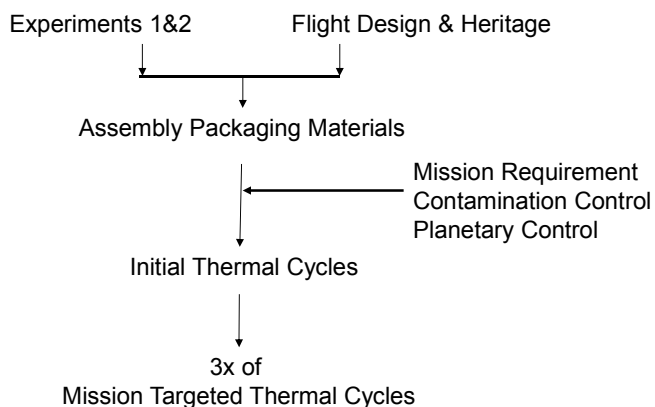 Experiments 1&2
Flight Design & Heritage
Assembly Packaging Materials
Mission Requirement
Contamination Control
Planetary Control
Initial Thermal Cycles
3x of
Mission Targeted Thermal Cycles